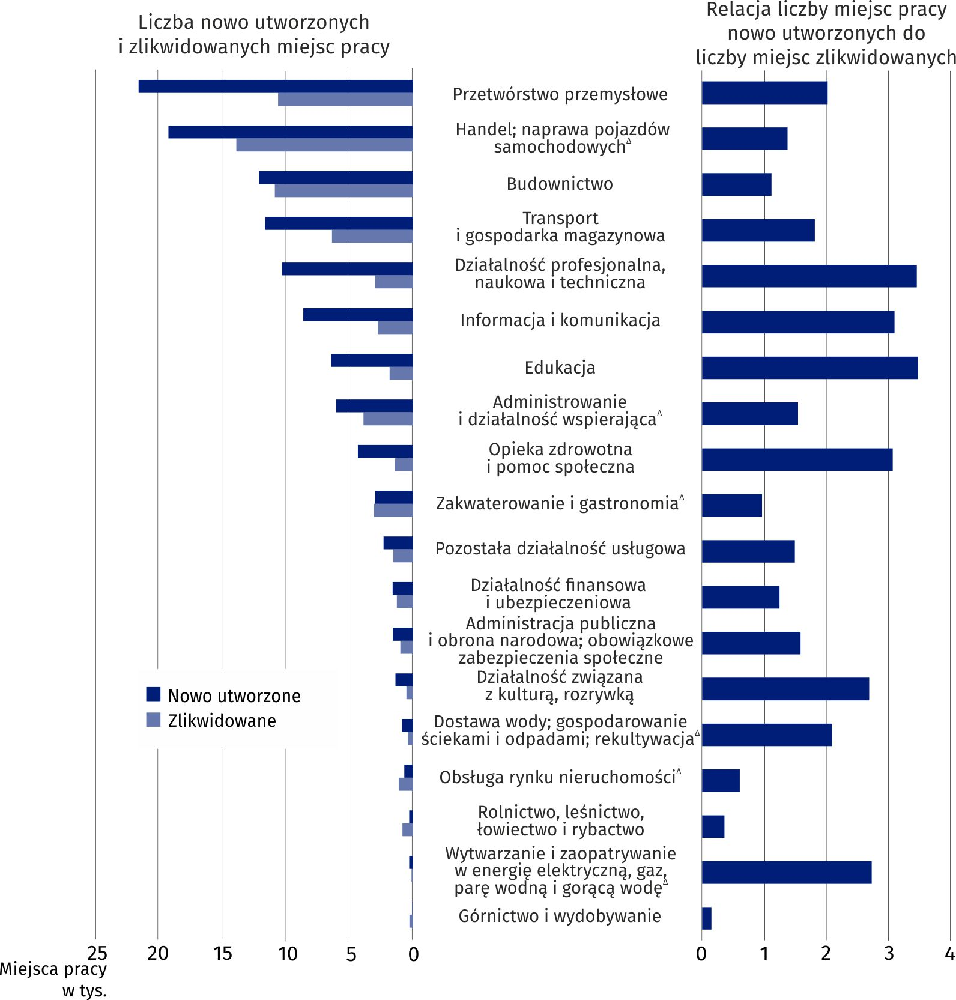 Liczba nowo utworzonych
i zlikwidowanych miejsc pracy
Relacja liczby miejsc pracy
nowo utworzonych do
liczby miejsc zlikwidowanych
Przetwórstwo przemysłowe
Handel; naprawa pojazdów
samochodowych^Δ
Budownictwo
Transport
i gospodarka magazynowa
Działalność profesjonalna,
naukowa i techniczna
Informacja i komunikacja
Edukacja
Administrowanie
i działalność wspierająca^Δ
Opieka zdrowotna
i pomoc społeczna
Zakwaterowanie i gastronomia^Δ
Pozostała działalność usługowa
Działalność finansowa
i ubezpieczeniowa
Administracja publiczna
i obrona narodowa; obowiązkowe
zabezpieczenia społeczne
Działalność związana
z kulturą, rozrywką
Dostawa wody; gospodarowanie
ściekami i odpadami; rekultywacja^Δ
Obsługa rynku nieruchomości^Δ
Rolnictwo, leśnictwo,
łowiectwo i rybactwo
Wytwarzanie i zaopatrywanie
w energię elektryczną, gaz,
parę wodną i gorącą wodę^Δ
Górnictwo i wydobywanie
Nowo utworzone
Zlikwidowane
25 20 15 10 5 0
Miejsca pracy
w tys.
0 1 2 3 4